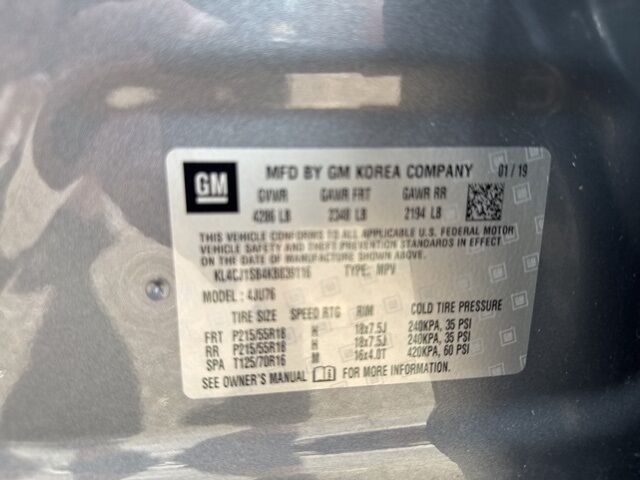 GM MFD BY GM KOREA COMPANY 01/19
GVWR GAWR FRT GAWR RR
4286 LB 2348 LB 2194 LB
THIS VEHICLE CONFORMS TO ALL APPLICABLE U.S. FEDERAL MOTOR
VEHICLE SAFETY AND THEFT PREVENTION STANDARDS IN EFFECT
ON THE DATE OF MANUFACTURE SHOWN ABOVE.
TYPE: MPV
MODEL: 4JU76
TIRE SIZE SPEED RTG RIM COLD TIRE PRESSURE
FRT P215/55R18 H 18x7.5J 240KPA, 35 PSI
RR P215/55R18 H 18x7.5J 240KPA, 35 PSI
SPA T125/70R16 M 16x4.0T 420KPA, 60 PSI
SEE OWNER'S MANUAL FOR MORE INFORMATION.